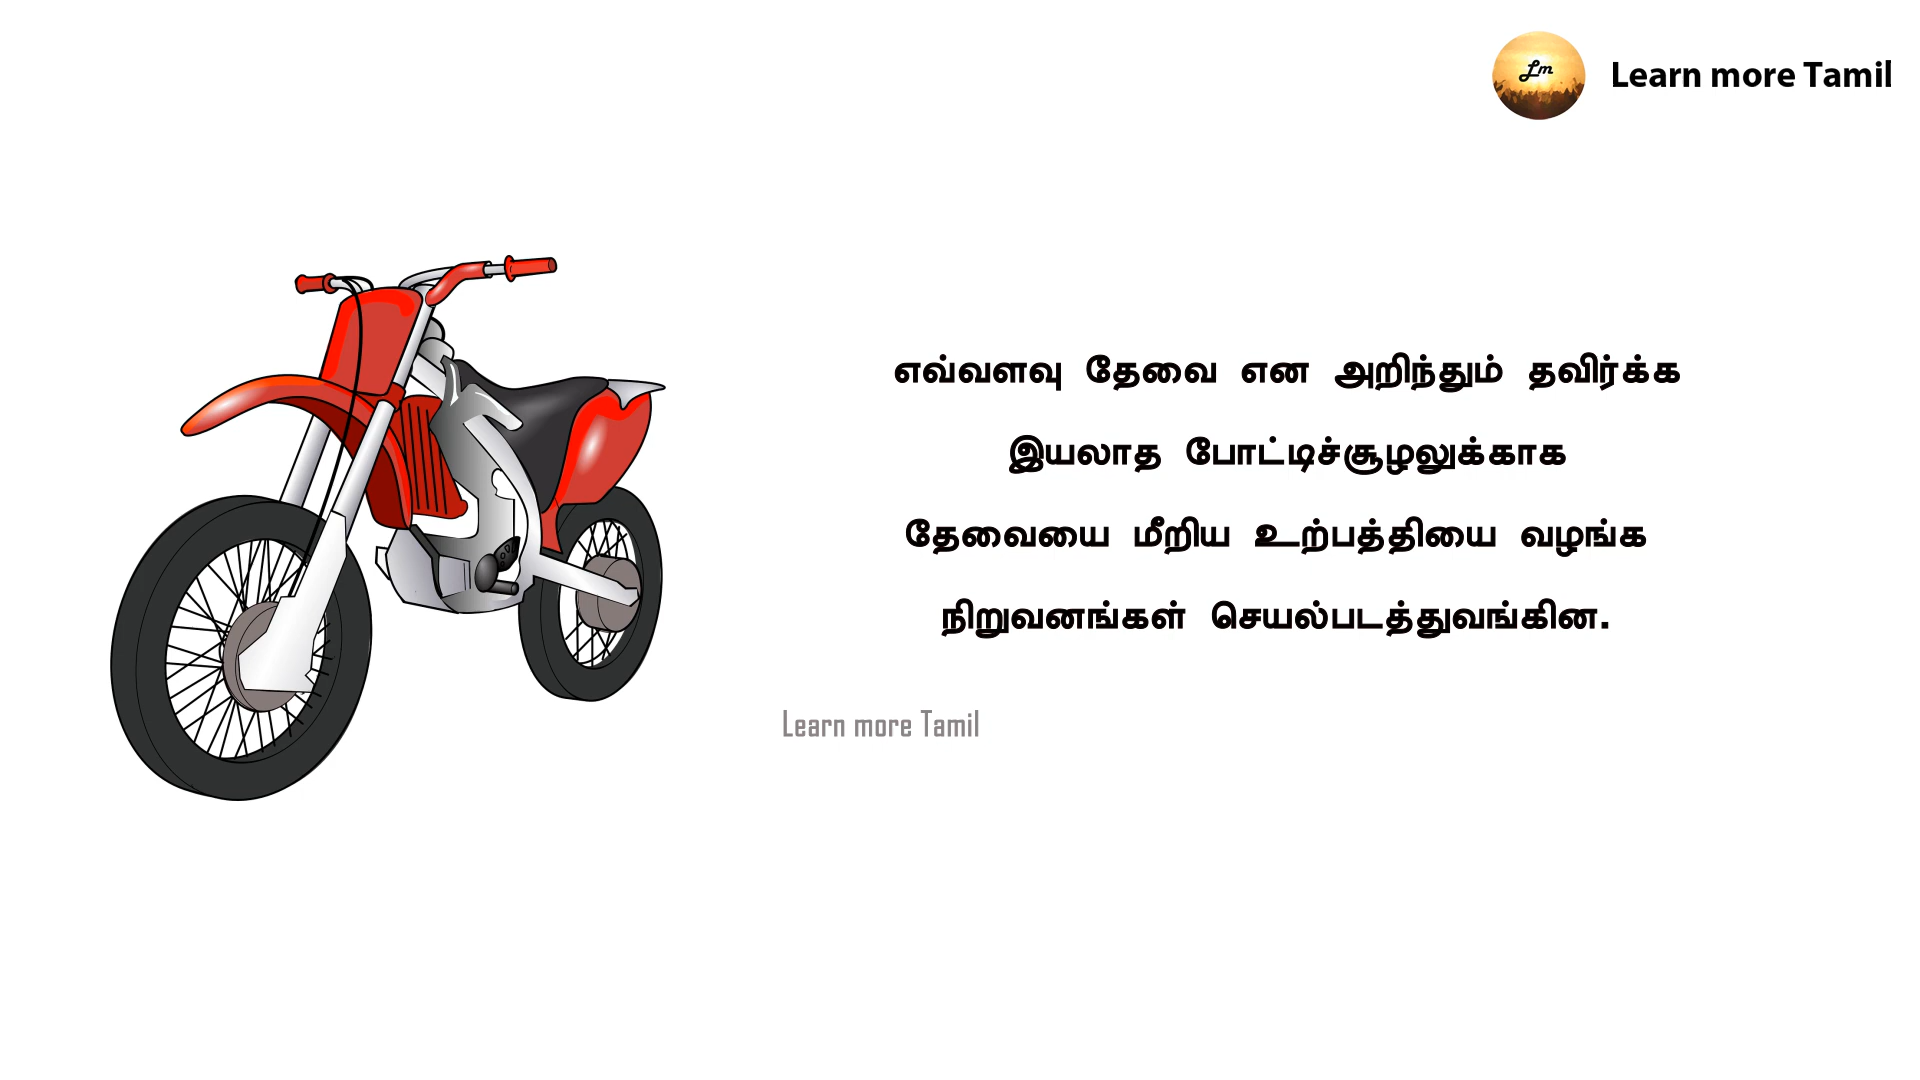 Lm
Learn more Tamil
எவ்வளவு தேவை என அறிந்தும் தவிர்க்க
இயலாத போட்டிச்சூழலுக்காக
தேவையை மீறிய உற்பத்தியை வழங்க
நிறுவனங்கள் செயல்படத்துவங்கின.
Learn more Tamil